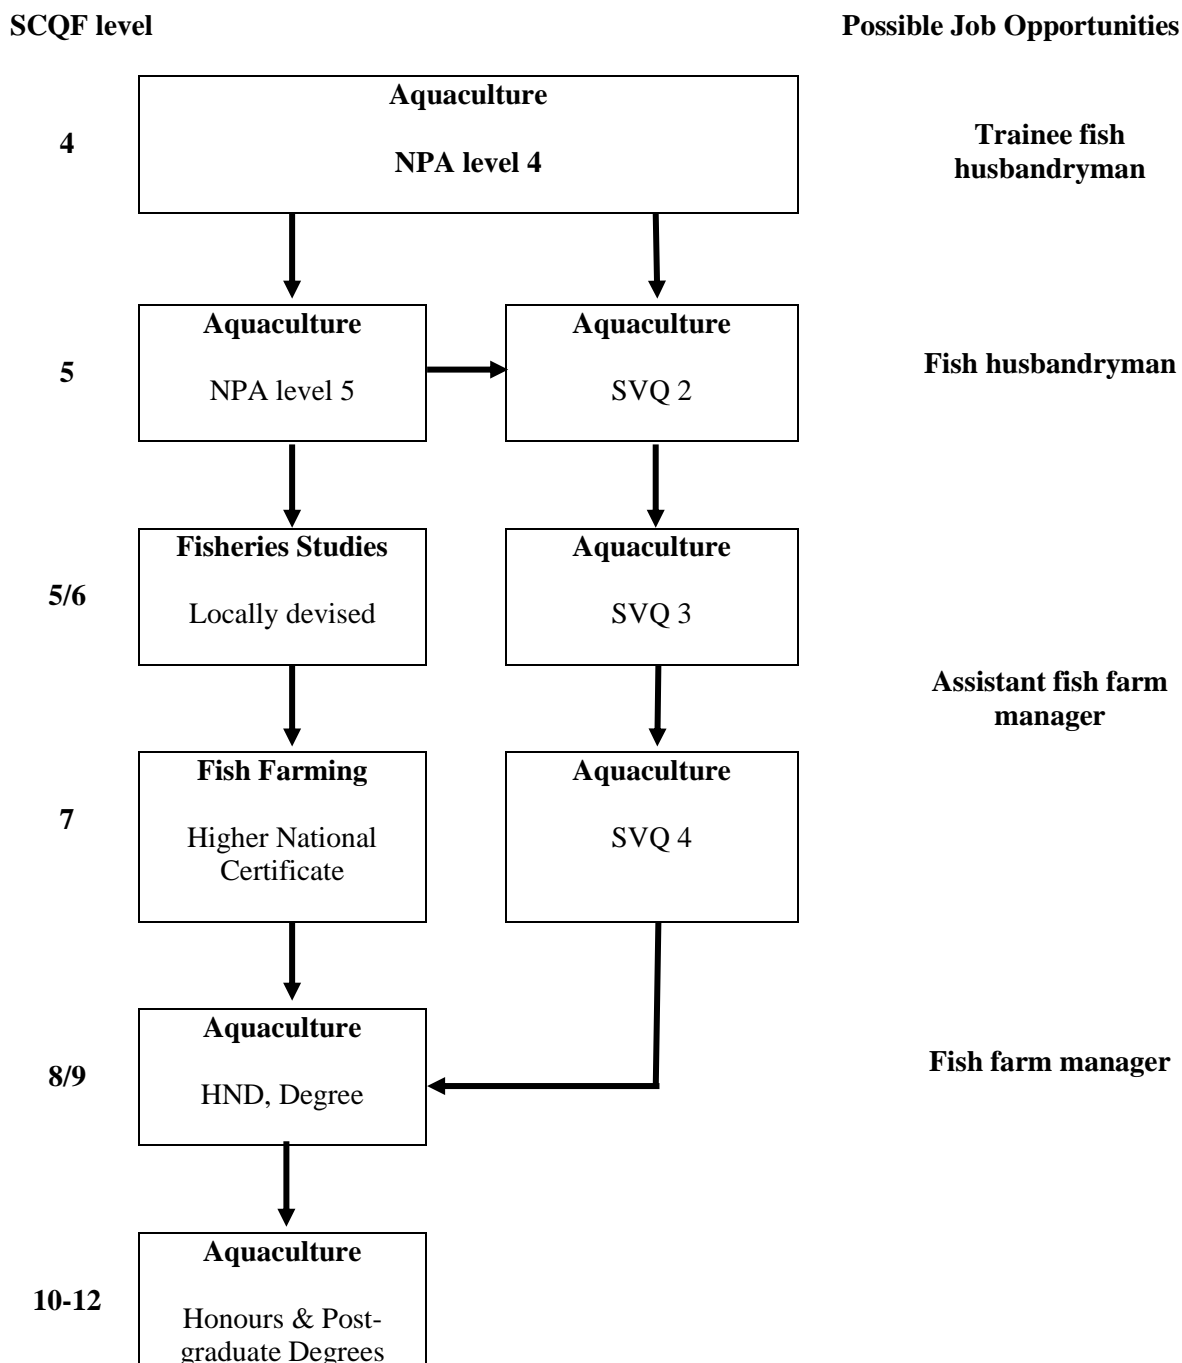 SCQF level
Possible Job Opportunities
Aquaculture
NPA level 4
4
Trainee fish
husbandryman
Aquaculture
NPA level 5
Aquaculture
SVQ 2
5
Fish husbandryman
Fisheries Studies
Locally devised
Aquaculture
SVQ 3
5/6
Assistant fish farm
manager
Fish Farming
Higher National
Certificate
Aquaculture
SVQ 4
7
Aquaculture
HND, Degree
8/9
Fish farm manager
Aquaculture
Honours & Post-
graduate Degrees
10-12